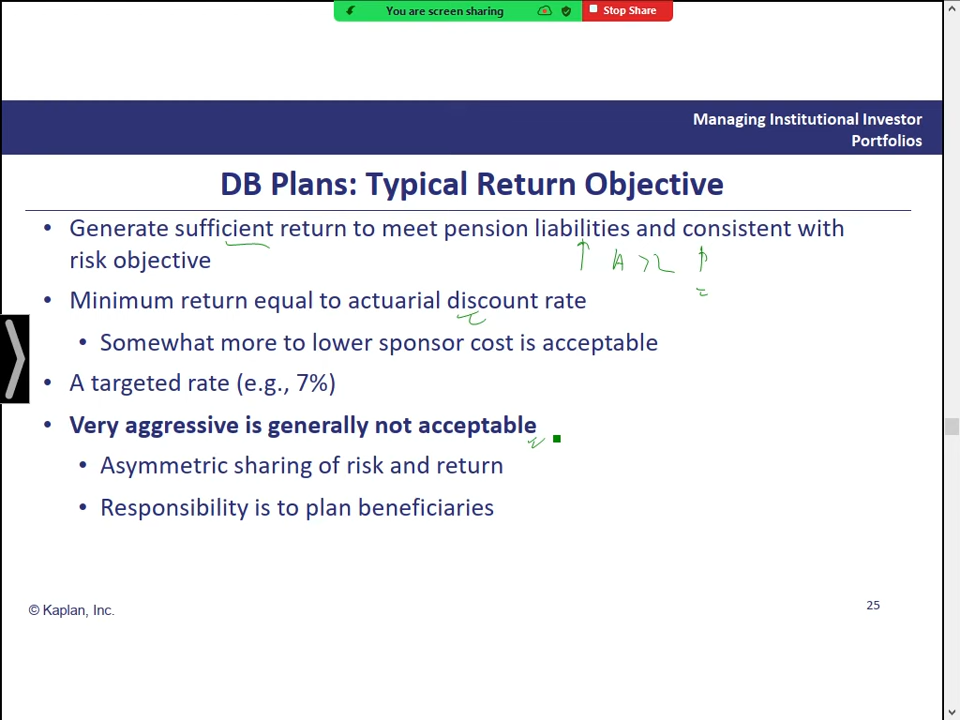 You are screen sharing
Stop Share
Managing Institutional Investor
Portfolios
DB Plans: Typical Return Objective
• Generate sufficient return to meet pension liabilities and consistent with
risk objective
A > L
• Minimum return equal to actuarial discount rate
• Somewhat more to lower sponsor cost is acceptable
• A targeted rate (e.g., 7%)
• Very aggressive is generally not acceptable
• Asymmetric sharing of risk and return
• Responsibility is to plan beneficiaries
© Kaplan, Inc.
25